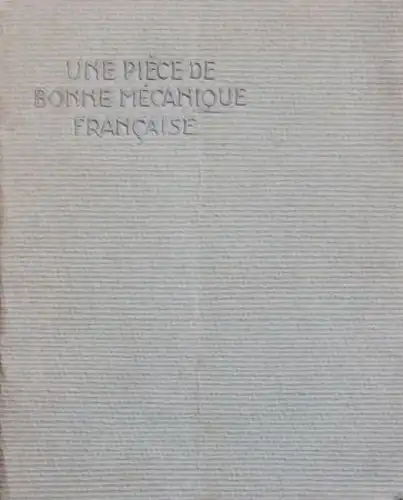 UNE PIÈCE DE
BONNE MÉCANIQUE
FRANÇAISE